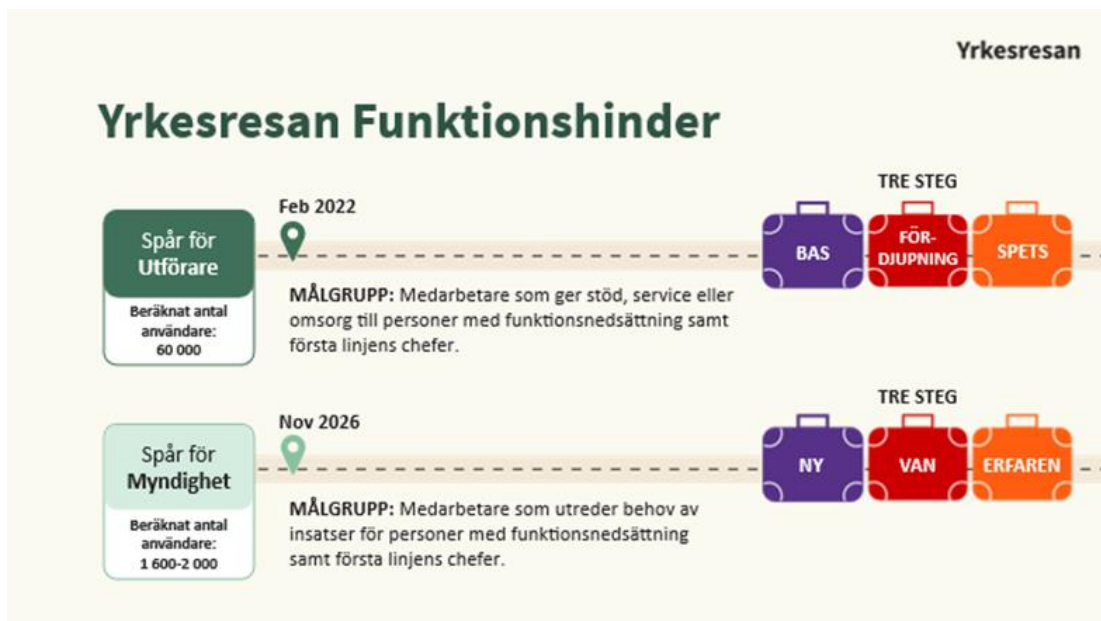 Yrkesresan
Yrkesresan Funktionshinder
Spår för
Utförare
Beräknat antal
användare:
60 000
Feb 2022
MÅLGRUPP: Medarbetare som ger stöd, service eller
omsorg till personer med funktionsnedsättning samt
första linjens chefer.
TRE STEG
BAS
FÖR-
DJUPNING
SPETS
Spår för
Myndighet
Beräknat antal
användare:
1 600-2 000
Nov 2026
MÅLGRUPP: Medarbetare som utreder behov av
insatser för personer med funktionsnedsättning
samt första linjens chefer.
TRE STEG
NY
VAN
ERFAREN